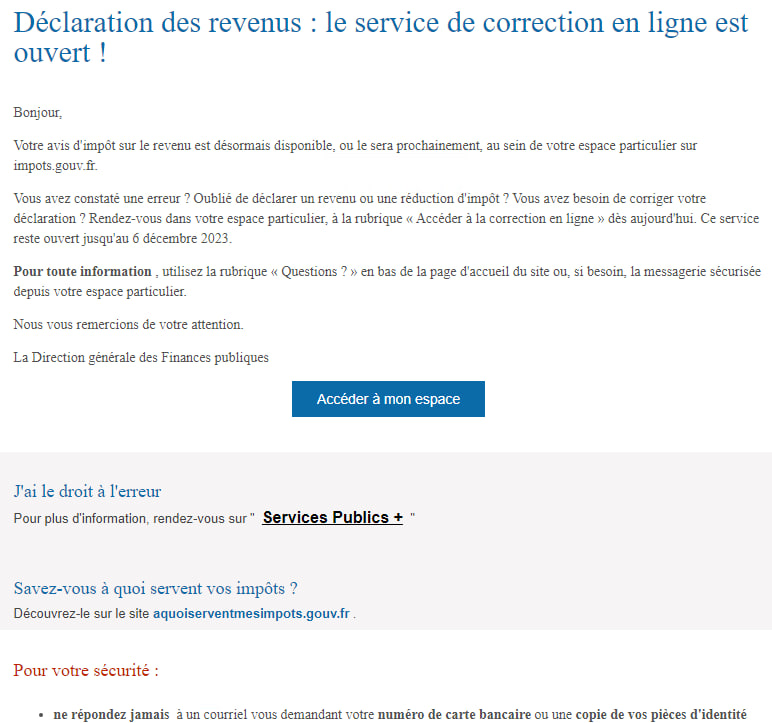 Déclaration des revenus : le service de correction en ligne est
ouvert !
Bonjour,
Votre avis d'impôt sur le revenu est désormais disponible, ou le sera prochainement, au sein de votre espace particulier sur
impots.gouv.fr.
Vous avez constaté une erreur ? Oublié de déclarer un revenu ou une réduction d'impôt ? Vous avez besoin de corriger votre
déclaration ? Rendez-vous dans votre espace particulier, à la rubrique « Accéder à la correction en ligne » dès aujourd'hui. Ce service
reste ouvert jusqu'au 6 décembre 2023.
Pour toute information , utilisez la rubrique « Questions ? » en bas de la page d'accueil du site ou, si besoin, la messagerie sécurisée
depuis votre espace particulier.
Nous vous remercions de votre attention.
La Direction générale des Finances publiques
Accéder à mon espace
J'ai le droit à l'erreur
Pour plus d'information, rendez-vous sur " Services Publics + "
Savez-vous à quoi servent vos impôts ?
Découvrez-le sur le site aquoiserventmesimpots.gouv.fr .
Pour votre sécurité :
• ne répondez jamais à un courriel vous demandant votre numéro de carte bancaire ou une copie de vos pièces d'identité